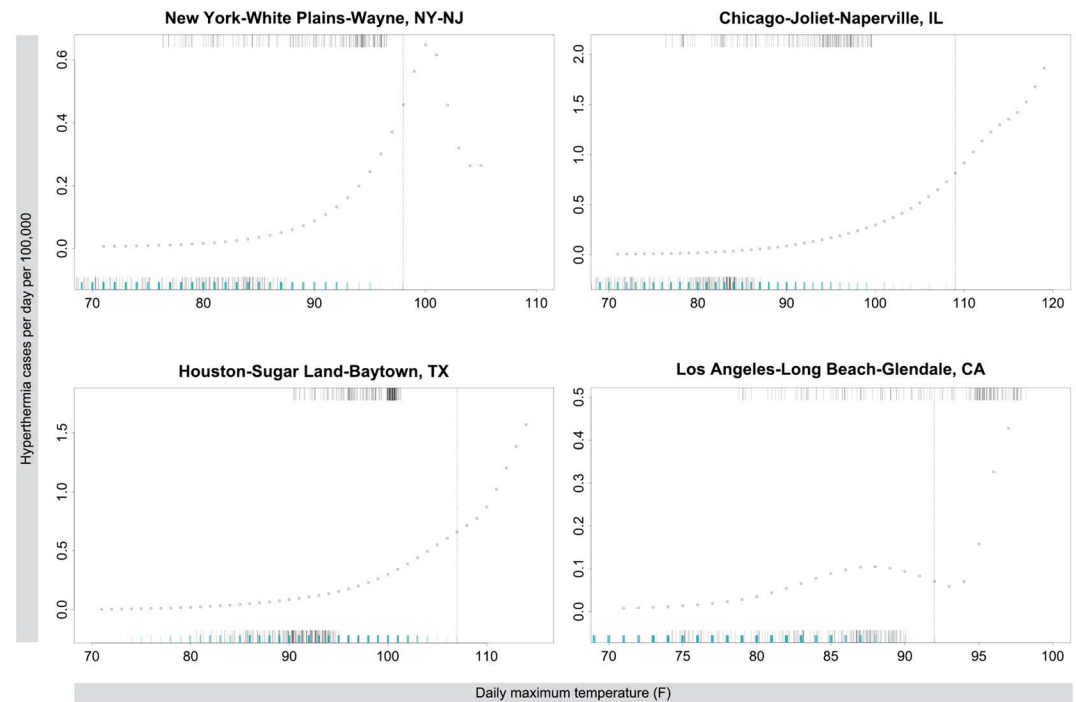 New York-White Plains-Wayne, NY-NJ
Chicago-Joliet-Naperville, IL
Hyperthermia cases per day per 100,000
0.0 0.2 0.4 0.6
70 80 90 100 110
0.0 0.5 1.0 1.5 2.0
70 80 90 100 110 120
Houston-Sugar Land-Baytown, TX
Los Angeles-Long Beach-Glendale, CA
0.0 0.5 1.0 1.5
70 80 90 100 110
0.0 0.1 0.2 0.3 0.4 0.5
70 75 80 85 90 95 100
Daily maximum temperature (F)